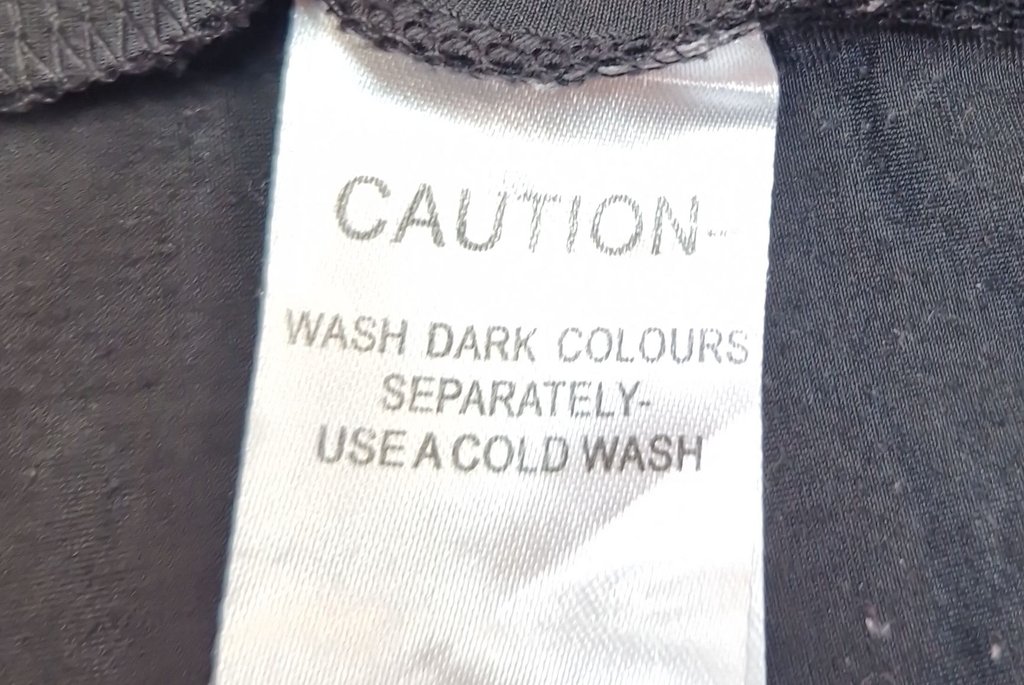 CAUTION-
WASH DARK COLOURS
SEPARATELY-
USE A COLD WASH